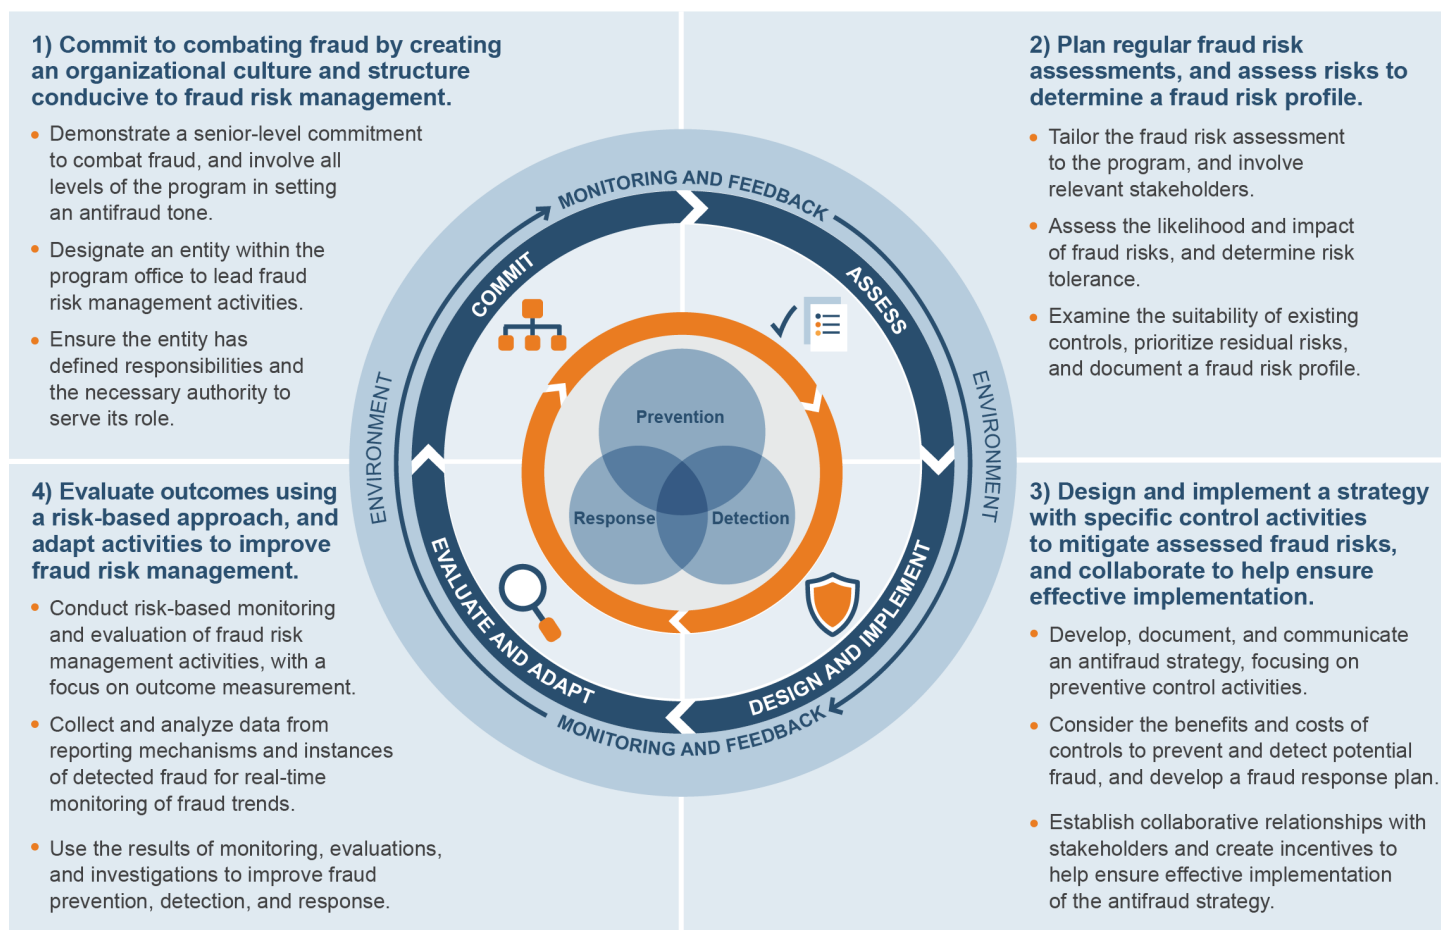 1) Commit to combating fraud by creating
an organizational culture and structure
conducive to fraud risk management.
Demonstrate a senior-level commitment
to combat fraud, and involve all
levels of the program in setting
an antifraud tone.
Designate an entity within the
program office to lead fraud
risk management activities.
Ensure the entity has
defined responsibilities and
the necessary authority to
serve its role.
2) Plan regular fraud risk
assessments, and assess risks to
determine a fraud risk profile.
Tailor the fraud risk assessment
to the program, and involve
relevant stakeholders.
Assess the likelihood and impact
of fraud risks, and determine risk
tolerance.
Examine the suitability of existing
controls, prioritize residual risks,
and document a fraud risk profile.
MONITORING AND FEEDBACK
COMMIT
ASSESS
ENVIRONMENT
ENVIRONMENT
Prevention
Response
Detection
EVALUATE AND ADAPT
DESIGN AND IMPLEMENT
MONITORING AND FEEDBACK
4) Evaluate outcomes using
a risk-based approach, and
adapt activities to improve
fraud risk management.
Conduct risk-based monitoring
and evaluation of fraud risk
management activities, with a
focus on outcome measurement.
Collect and analyze data from
reporting mechanisms and instances
of detected fraud for real-time
monitoring of fraud trends.
Use the results of monitoring, evaluations,
and investigations to improve fraud
prevention, detection, and response.
3) Design and implement a strategy
with specific control activities
to mitigate assessed fraud risks,
and collaborate to help ensure
effective implementation.
Develop, document, and communicate
an antifraud strategy, focusing on
preventive control activities.
Consider the benefits and costs of
controls to prevent and detect potential
fraud, and develop a fraud response plan.
Establish collaborative relationships with
stakeholders and create incentives to
help ensure effective implementation
of the antifraud strategy.